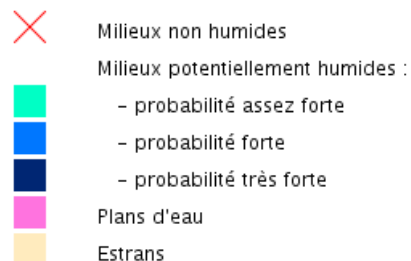 Milieux non humides
Milieux potentiellement humides :
- probabilité assez forte
- probabilité forte
- probabilité très forte
Plans d'eau
Estrans